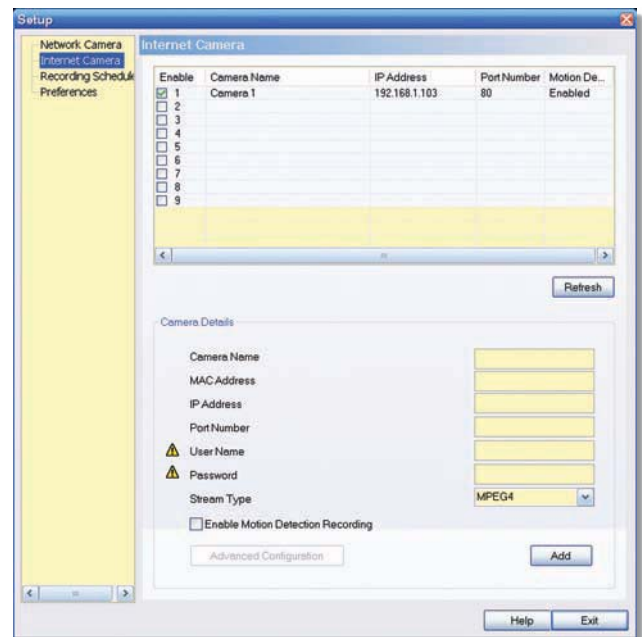 Setup
Network Camera
Internet Camera
Recording Schedule
Preferences
Internet Camera
Enable Camera Name IP Address Port Number Motion De...
1 Camera 1 192.168.1.103 80 Enabled
2
3
4
5
6
7
8
9
Refresh
Camera Details
Camera Name
MAC Address
IP Address
Port Number
User Name
Password
Stream Type MPEG4
Enable Motion Detection Recording
Advanced Configuration Add
Help Exit